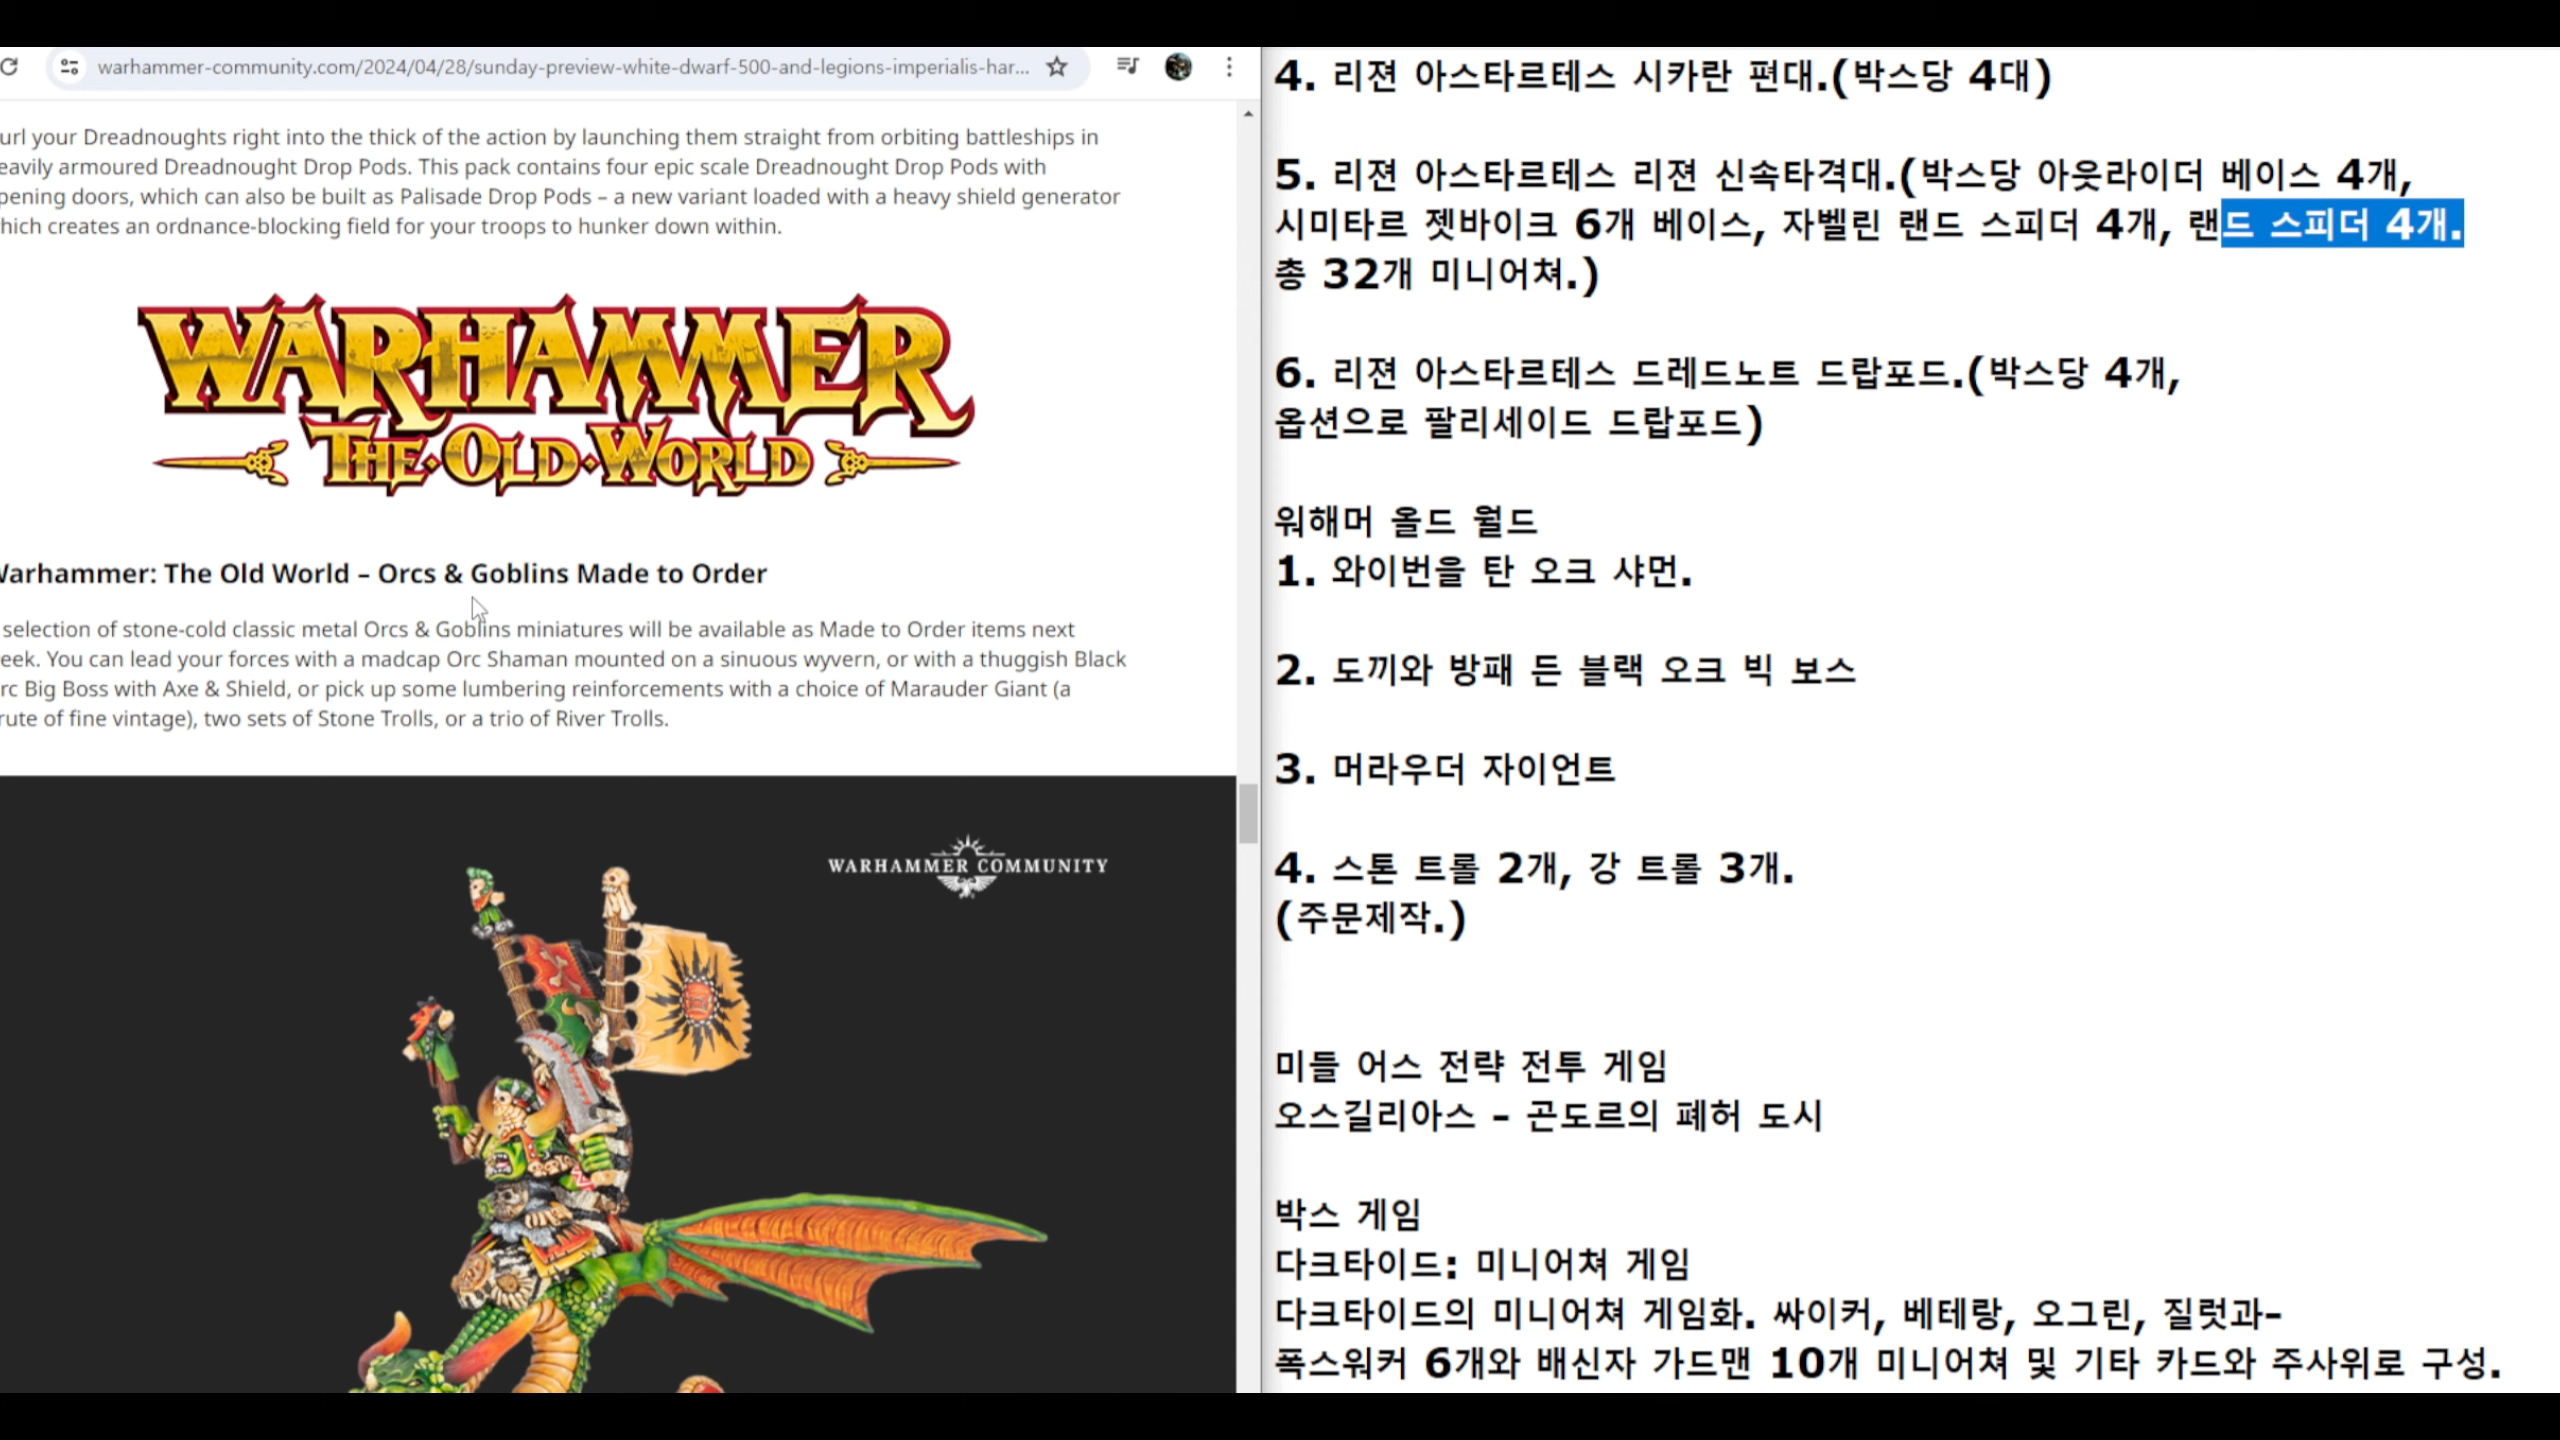 warhammer-community.com/2024/04/28/sunday-preview-white-dwarf-500-and-legions-imperialis-har...
url your Dreadnoughts right into the thick of the action by launching them straight from orbiting battleships in
eavily armoured Dreadnought Drop Pods. This pack contains four epic scale Dreadnought Drop Pods with
pening doors, which can also be built as Palisade Drop Pods – a new variant loaded with a heavy shield generator
hich creates an ordnance-blocking field for your troops to hunker down within.
WARHAMMER
THE OLD WORLD
Warhammer: The Old World – Orcs & Goblins Made to Order
selection of stone-cold classic metal Orcs & Goblins miniatures will be available as Made to Order items next
eek. You can lead your forces with a madcap Orc Shaman mounted on a sinuous wyvern, or with a thuggish Black
rc Big Boss with Axe & Shield, or pick up some lumbering reinforcements with a choice of Marauder Giant (a
rute of fine vintage), two sets of Stone Trolls, or a trio of River Trolls.
WARHAMMER COMMUNITY
4. 리젼 아스타르테스 시카란 편대.(박스당 4대)
5. 리젼 아스타르테스 리젼 신속타격대.(박스당 아웃라이더 베이스 4개,
시미타르 젯바이크 6개 베이스, 자벨린 랜드 스피더 4개, 랜드 스피더 4개.
총 32개 미니어쳐.)
6. 리젼 아스타르테스 드레드노트 드랍포드.(박스당 4개,
옵션으로 팔리세이드 드랍포드)
워해머 올드 월드
1. 와이번을 탄 오크 샤먼.
2. 도끼와 방패 든 블랙 오크 빅 보스
3. 머라우더 자이언트
4. 스톤 트롤 2개, 강 트롤 3개.
(주문제작.)
미들 어스 전략 전투 게임
오스길리아스 - 곤도르의 폐허 도시
박스 게임
다크타이드: 미니어쳐 게임
다크타이드의 미니어쳐 게임화. 싸이커, 베테랑, 오그린, 질럿과-
폭스워커 6개와 배신자 가드맨 10개 미니어쳐 및 기타 카드와 주사위로 구성.